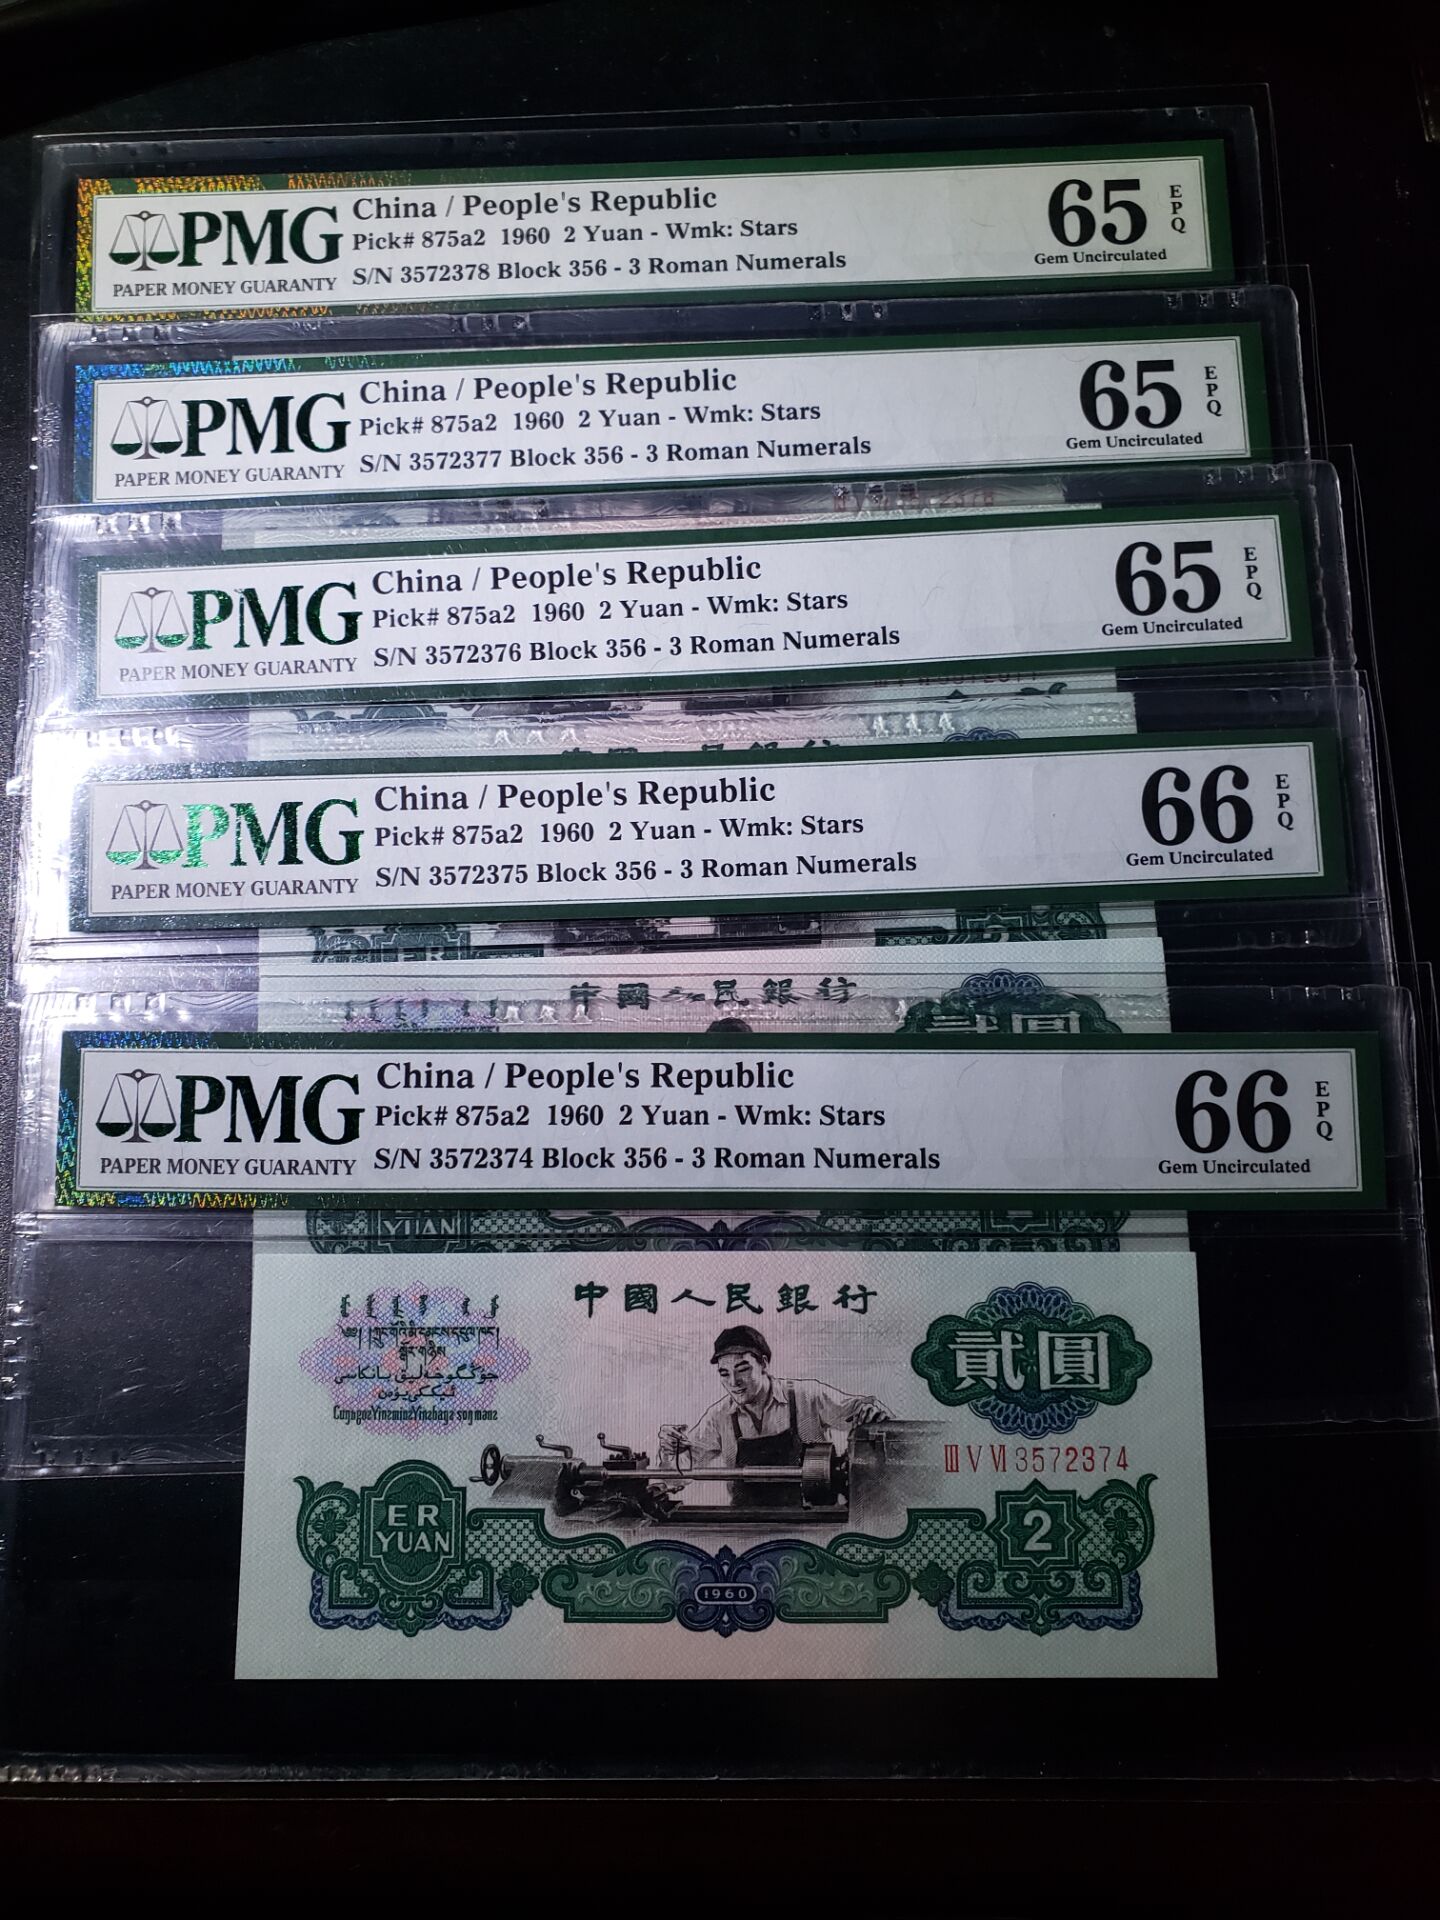 PMG
PAPER MONEY GUARANTY
China / People's Republic
Pick# 875a2 1960 2 Yuan - Wmk: Stars
S/N 3572378 Block 356 - 3 Roman Numerals
65
EPQ
Gem Uncirculated
PMG
PAPER MONEY GUARANTY
China / People's Republic
Pick# 875a2 1960 2 Yuan - Wmk: Stars
S/N 3572377 Block 356 - 3 Roman Numerals
65
EPQ
Gem Uncirculated
PMG
PAPER MONEY GUARANTY
China / People's Republic
Pick# 875a2 1960 2 Yuan - Wmk: Stars
S/N 3572376 Block 356 - 3 Roman Numerals
65
EPQ
Gem Uncirculated
PMG
PAPER MONEY GUARANTY
China / People's Republic
Pick# 875a2 1960 2 Yuan - Wmk: Stars
S/N 3572375 Block 356 - 3 Roman Numerals
66
EPQ
Gem Uncirculated
中國人民銀行
PMG
PAPER MONEY GUARANTY
China / People's Republic
Pick# 875a2 1960 2 Yuan - Wmk: Stars
S/N 3572374 Block 356 - 3 Roman Numerals
66
EPQ
Gem Uncirculated
YUAN
中國人民銀行
貳圓
III V VI 3572374
ER
YUAN
2
1960